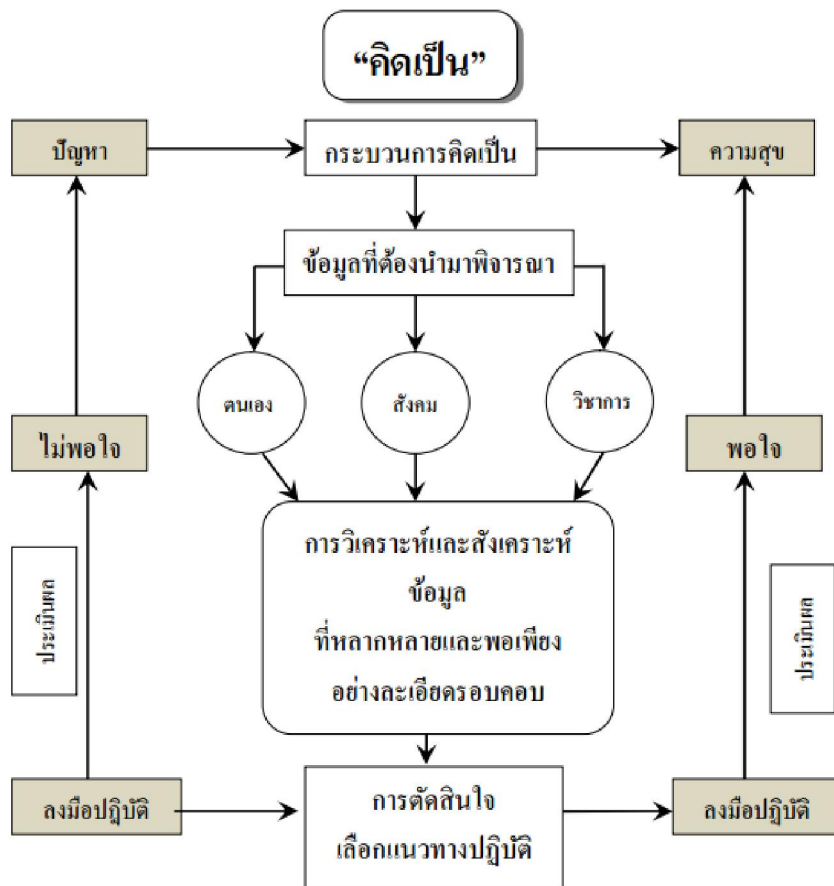 “คิดเป็น”
ปัญหา
กระบวนการคิดเป็น
ความสุข
ข้อมูลที่ต้องนำมาพิจารณา
ตนเอง
สังคม
วิชาการ
ไม่พอใจ
พอใจ
การวิเคราะห์และสังเคราะห์
ข้อมูล
ที่หลากหลายและพอเพียง
อย่างละเอียดรอบคอบ
ประเมินผล
ประเมินผล
ลงมือปฏิบัติ
การตัดสินใจ
เลือกแนวทางปฏิบัติ
ลงมือปฏิบัติ